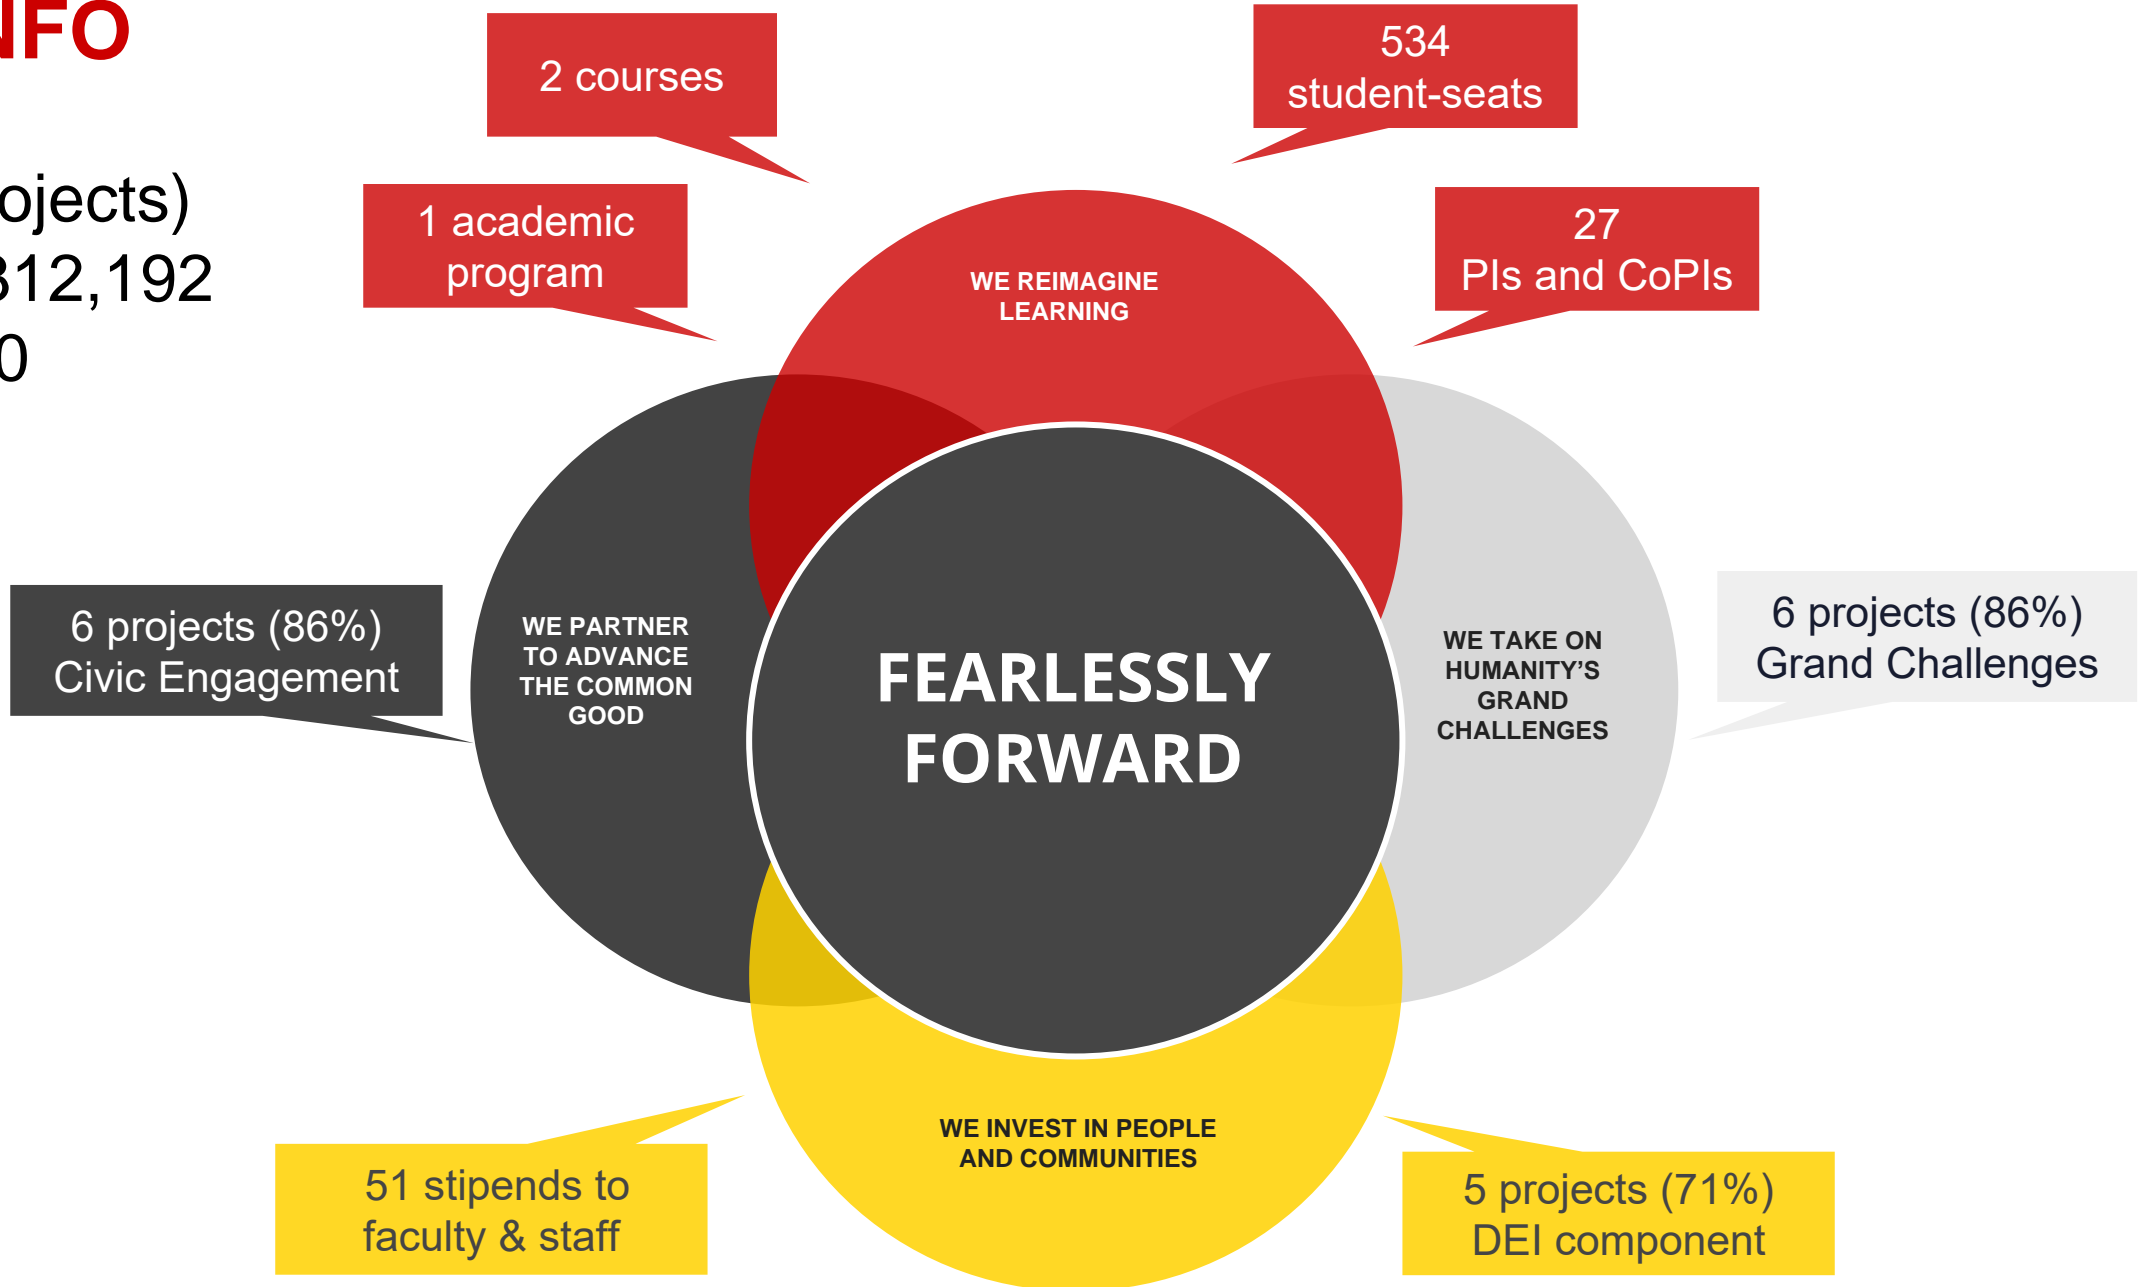 NFO
ojects)
312,192
0
2 courses
534
student-seats
1 academic
program
27
PIs and CoPIs
WE REIMAGINE
LEARNING
6 projects (86%)
Civic Engagement
WE PARTNER
TO ADVANCE
THE COMMON
GOOD
FEARLESSLY
FORWARD
WE TAKE ON
HUMANITY’S
GRAND
CHALLENGES
6 projects (86%)
Grand Challenges
WE INVEST IN PEOPLE
AND COMMUNITIES
51 stipends to
faculty & staff
5 projects (71%)
DEI component